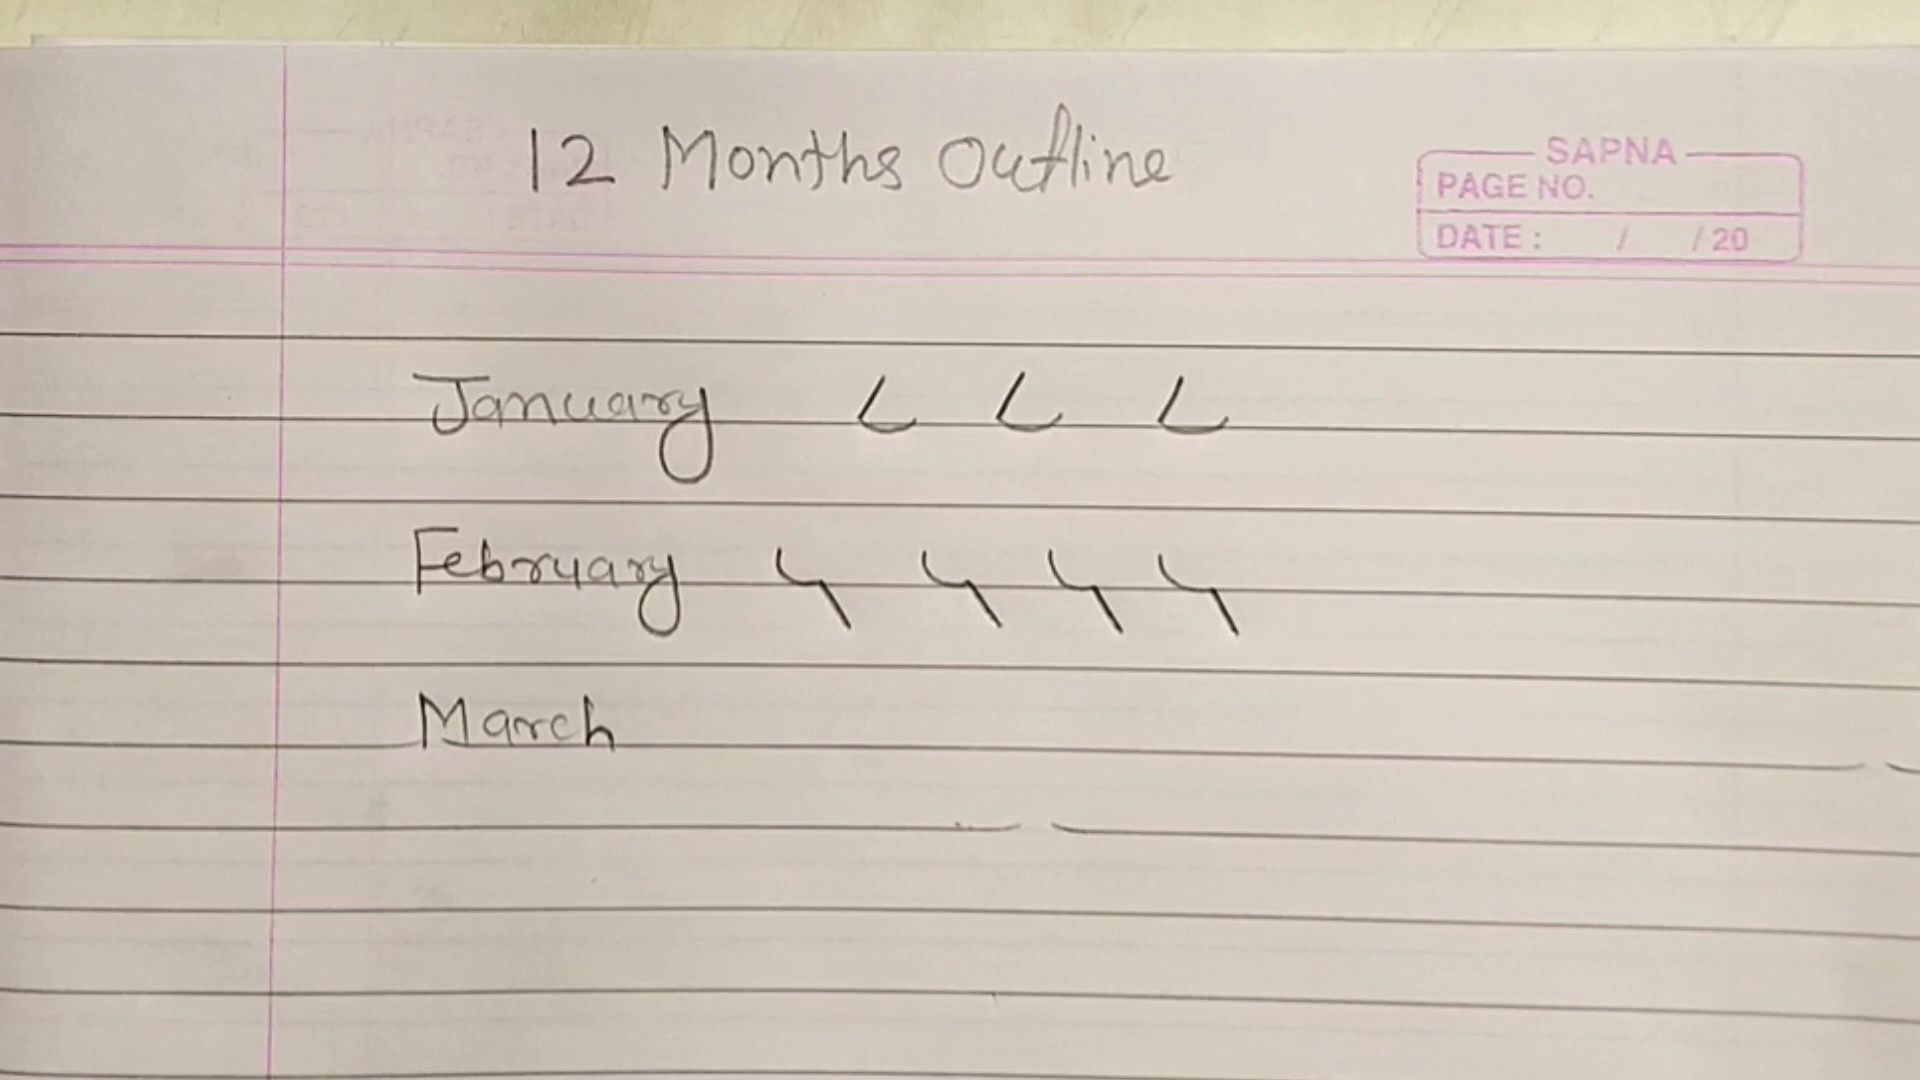 12 Months Outline
SAPNA
PAGE NO.
DATE : / / 20
January
February
March